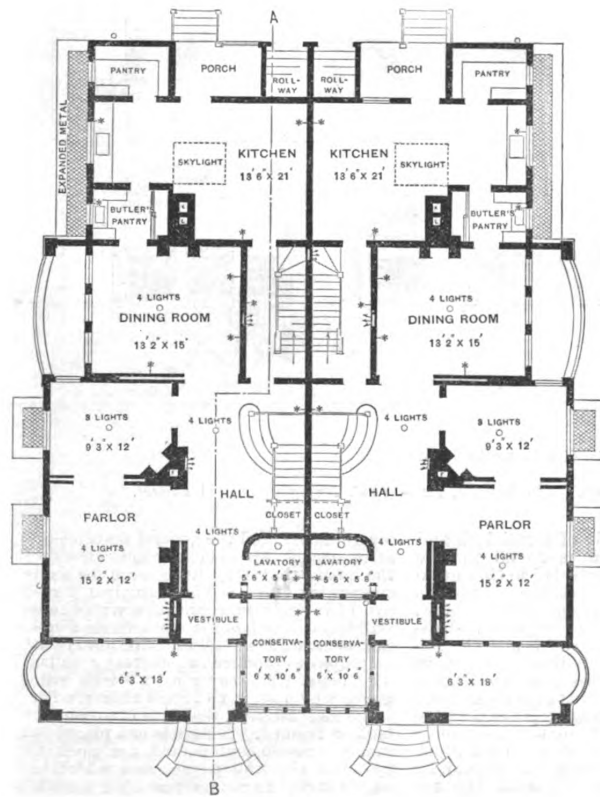 A
PORCH
PORCH
PANTRY
ROLL-
WAY
ROLL-
WAY
PANTRY
EXPANDED METAL
KITCHEN
13'6"X 21'
SKYLIGHT
KITCHEN
13'6"X 21'
SKYLIGHT
BUTLER'S
PANTRY
BUTLER'S
PANTRY
4 LIGHTS
DINING ROOM
13'2"X 15'
4 LIGHTS
DINING ROOM
13'2"X 15'
3 LIGHTS
9'3"X 12'
4 LIGHTS
4 LIGHTS
3 LIGHTS
9'3"X 12'
HALL
HALL
PARLOR
4 LIGHTS
15'2"X 12'
CLOSET
CLOSET
PARLOR
4 LIGHTS
15'2"X 12'
4 LIGHTS
4 LIGHTS
LAVATORY
5'6"X 5'8"
LAVATORY
5'6"X 5'8"
VESTIBULE
VESTIBULE
CONSERVA-
TORY
6'X 10'6"
CONSERVA-
TORY
6'X 10'6"
6'3"X 18'
6'3"X 18'
B